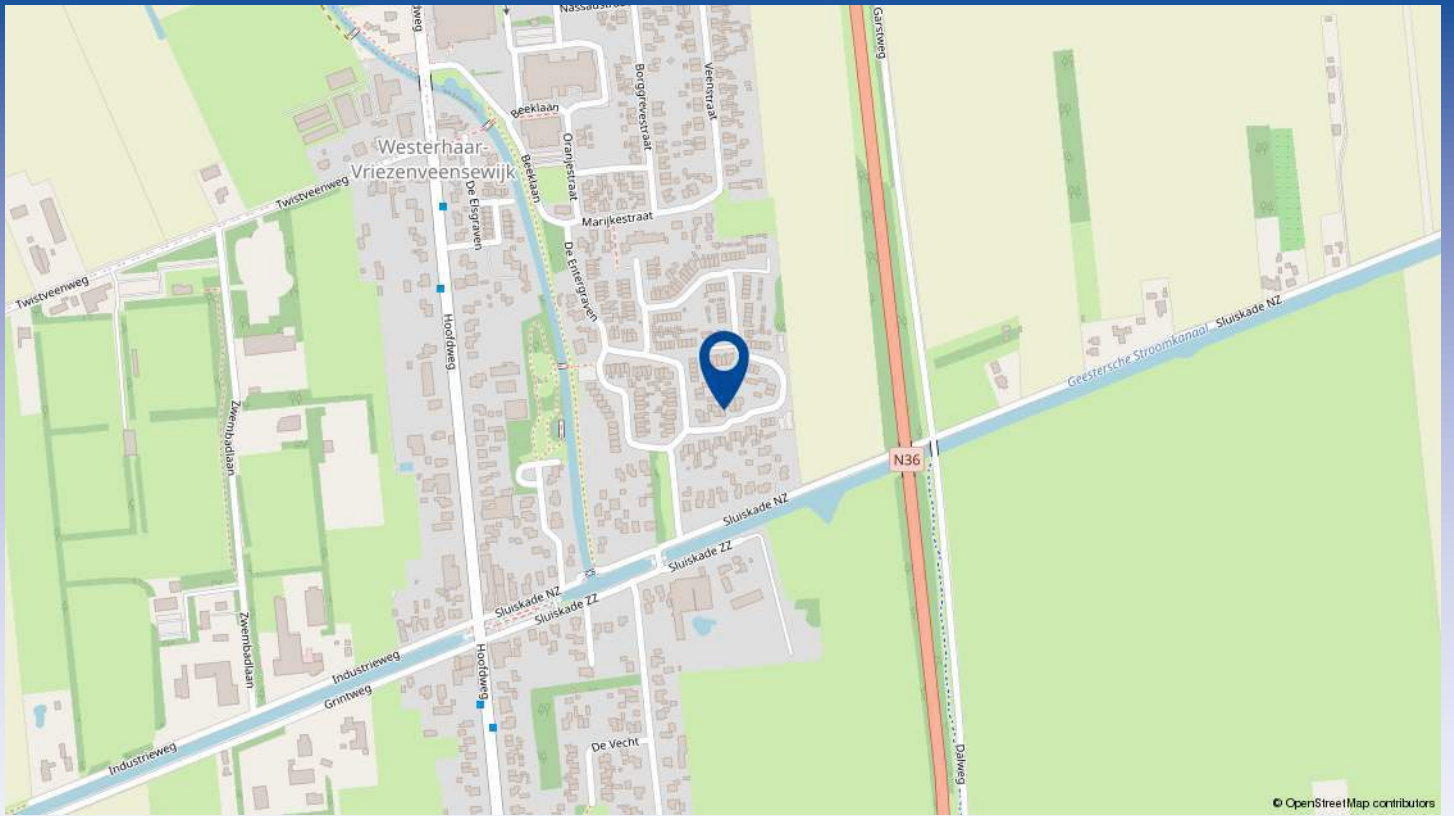 dweg
Nassaustr
Garstweg
Borggrevestraat
Veenstraat
Beeklaan
Westerhaar-
Vriezenveensewijk
Oranjestraat
Beeklaan
Twistveenweg
De Elsgraven
Marijkestraat
De Entergraven
Twistveenweg
Hoofdweg
Sluiskade NZ
Geestersche Stroomkanaal
Zwembadlaan
N36
Sluiskade NZ
Sluiskade ZZ
Sluiskade NZ
Sluiskade ZZ
Zwembadlaan
Industrieweg
Hoofdweg
Grintweg
De Vecht
Industrieweg
Dalweg
© OpenStreetMap contributors